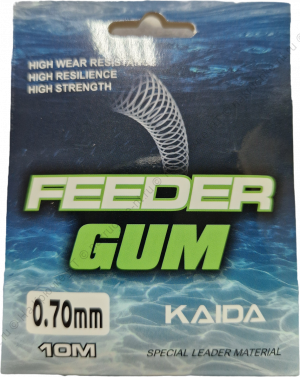 HIGH WEAR RESISTANCE
HIGH RESILIENCE
HIGH STRENGTH
FEEDER
GUM
0.70mm
KAIDA
10M
SPECIAL LEADER MATERIAL